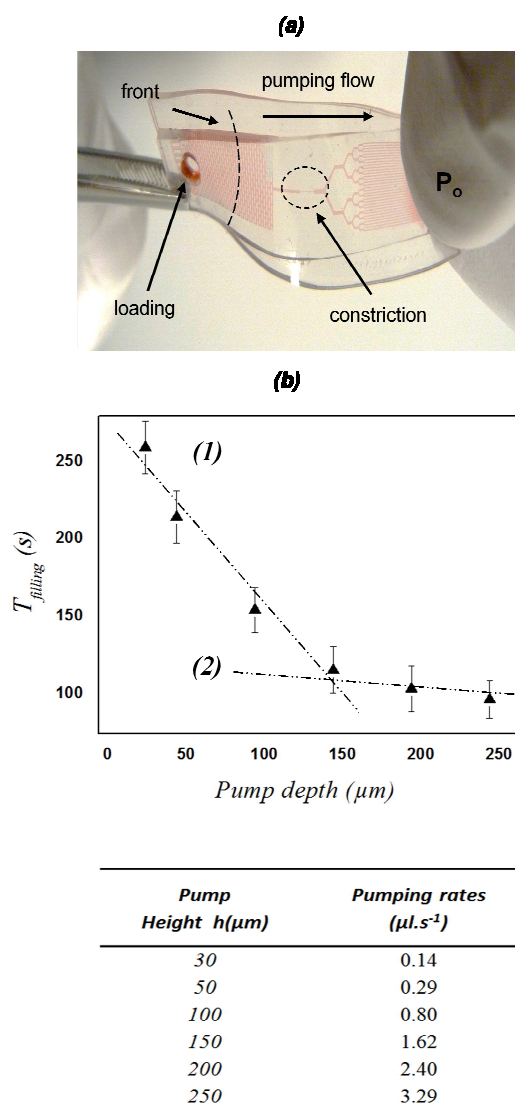 (a)
pumping flow
front
Po
loading
constriction
(b)
250
200
150
100
T filling (s)
(1)
(2)
0 50 100 150 200 250
Pump depth (µm)
Pump Pumping rates
Height h(µm) (µl.s-1)
30 0.14
50 0.29
100 0.80
150 1.62
200 2.40
250 3.29